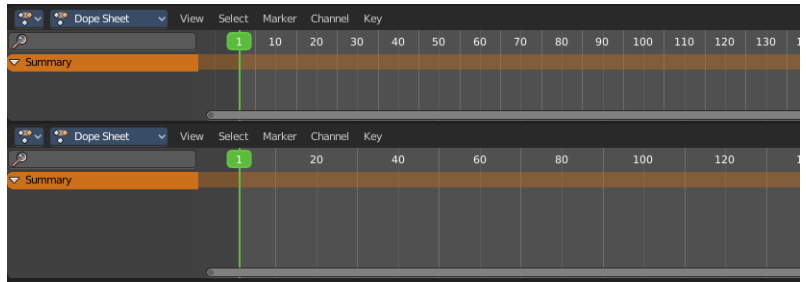 Dope Sheet View Select Marker Channel Key
1 10 20 30 40 50 60 70 80 90 100 110 120 130
Summary
Dope Sheet View Select Marker Channel Key
1 20 40 60 80 100 120
Summary